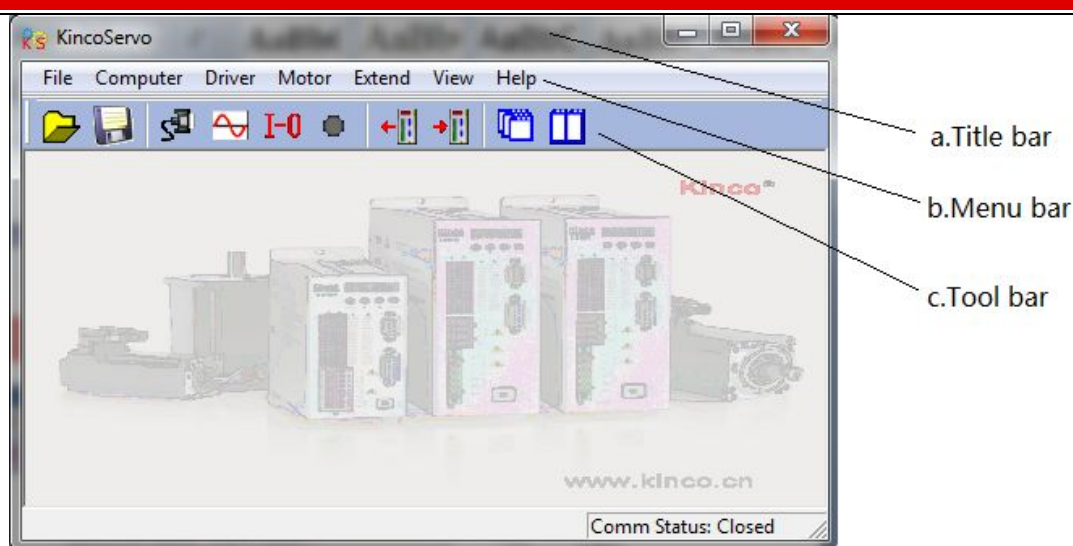 KincoServo
File Computer Driver Motor Extend View Help
I-0
a.Title bar
b.Menu bar
c.Tool bar
Kinco®
www.kinco.cn
Comm Status: Closed